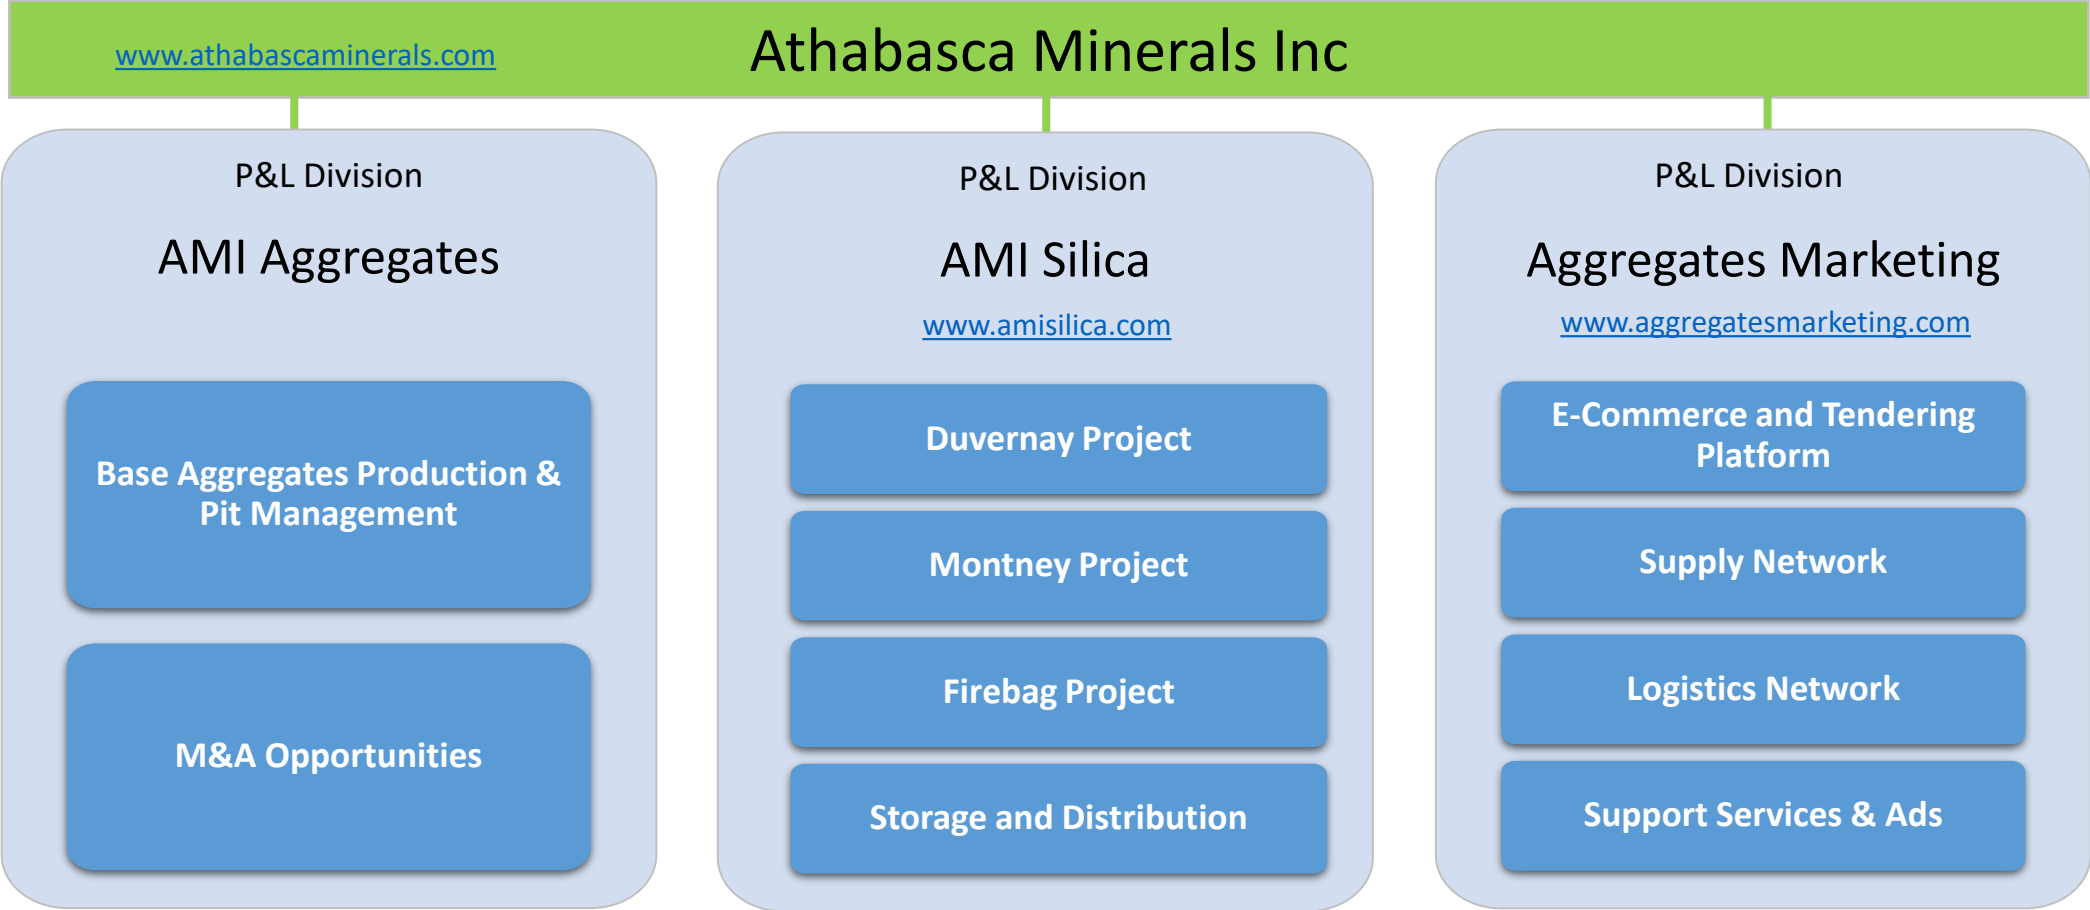 www.athabascaminerals.com
Athabasca Minerals Inc
P&L Division
AMI Aggregates
Base Aggregates Production &
Pit Management
M&A Opportunities
P&L Division
AMI Silica
www.amisilica.com
Duvernay Project
Montney Project
Firebag Project
Storage and Distribution
P&L Division
Aggregates Marketing
www.aggregatesmarketing.com
E-Commerce and Tendering
Platform
Supply Network
Logistics Network
Support Services & Ads